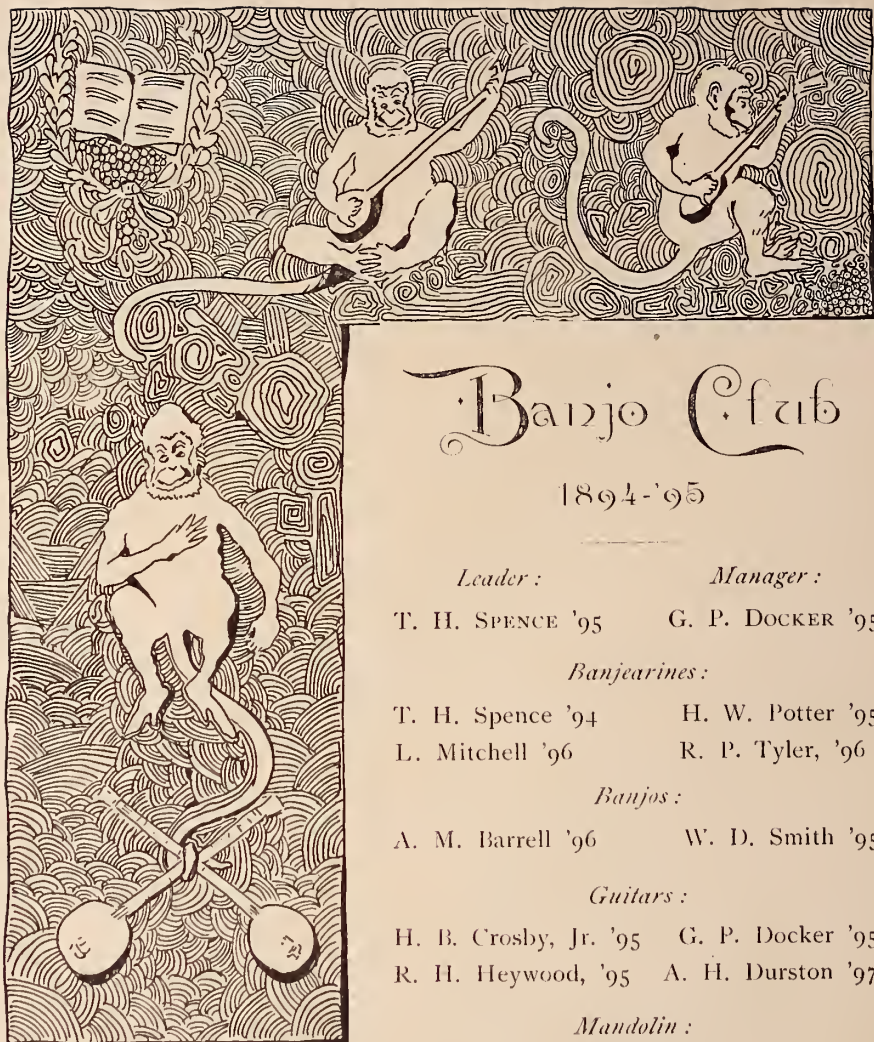 Banjo Club
1894-'95
Leader: Manager:
T. H. SPENCE '95 G. P. DOCKER '95
Banjearines:
T. H. Spence '94 H. W. Potter '95
L. Mitchell '96 R. P. Tyler, '96
Banjos:
A. M. Barrell '96 W. D. Smith '95
Guitars:
H. B. Crosby, Jr. '95 G. P. Docker '95
R. H. Heywood, '95 A. H. Durston '97
Mandolin: